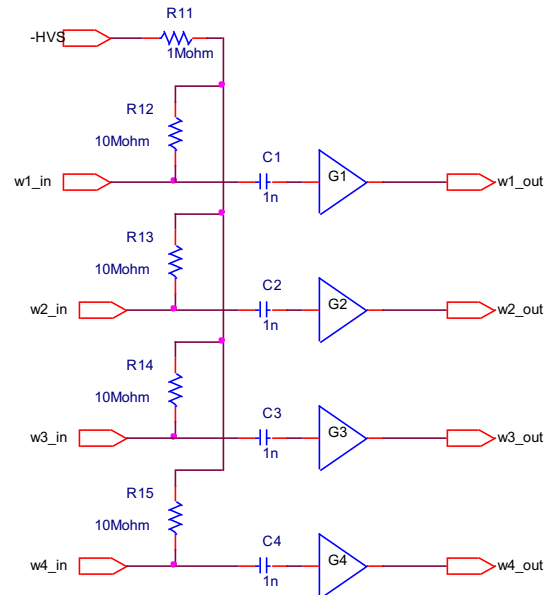 R11
-HVS
1Mohm
R12
10Mohm
C1
G1
w1_in
w1_out
1n
R13
10Mohm
C2
G2
w2_in
w2_out
1n
R14
10Mohm
C3
G3
w3_in
w3_out
1n
R15
10Mohm
C4
G4
w4_in
w4_out
1n